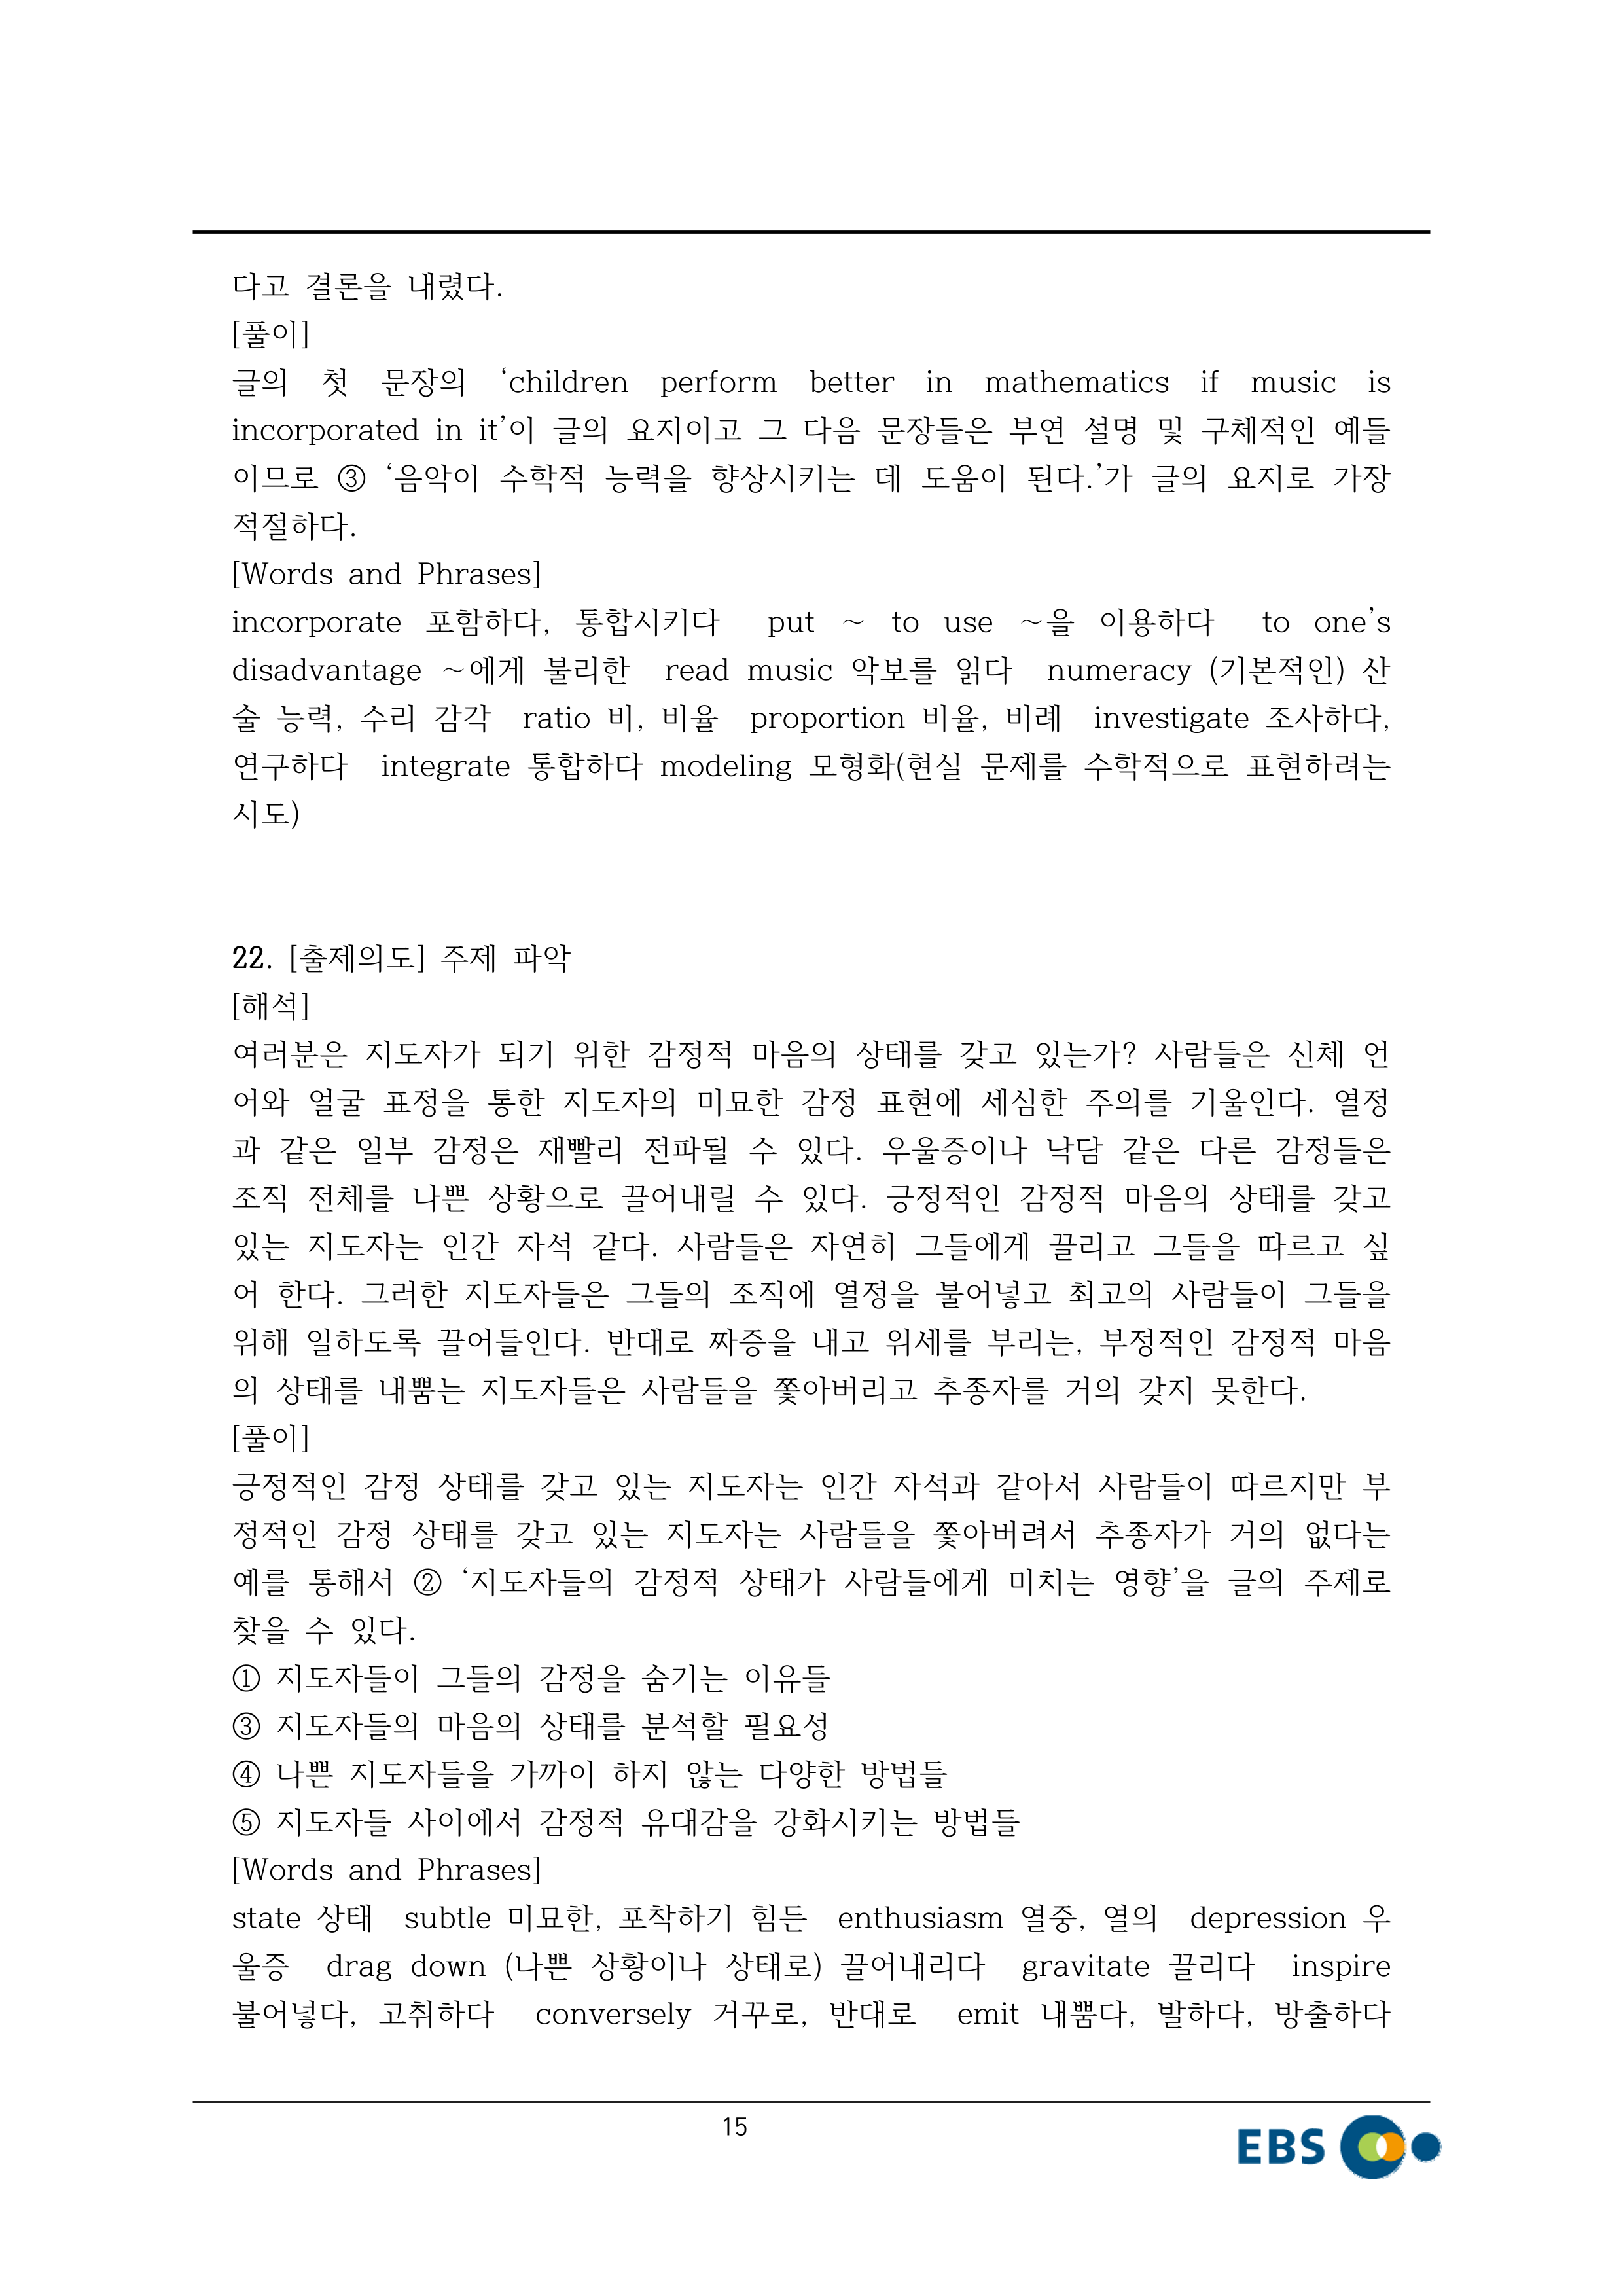 다고 결론을 내렸다.
[풀이]
글의 첫 문장의 ‘children perform better in mathematics if music is
incorporated in it’이 글의 요지이고 그 다음 문장들은 부연 설명 및 구체적인 예들
이므로 ③ ‘음악이 수학적 능력을 향상시키는 데 도움이 된다.’가 글의 요지로 가장
적절하다.
[Words and Phrases]
incorporate 포함하다, 통합시키다 put ~ to use ~을 이용하다 to one’s
disadvantage ~에게 불리한 read music 악보를 읽다 numeracy (기본적인) 산
술 능력, 수리 감각 ratio 비, 비율 proportion 비율, 비례 investigate 조사하다,
연구하다 integrate 통합하다 modeling 모형화(현실 문제를 수학적으로 표현하려는
시도)
22. [출제의도] 주제 파악
[해석]
여러분은 지도자가 되기 위한 감정적 마음의 상태를 갖고 있는가? 사람들은 신체 언
어와 얼굴 표정을 통한 지도자의 미묘한 감정 표현에 세심한 주의를 기울인다. 열정
과 같은 일부 감정은 재빨리 전파될 수 있다. 우울증이나 낙담 같은 다른 감정들은
조직 전체를 나쁜 상황으로 끌어내릴 수 있다. 긍정적인 감정적 마음의 상태를 갖고
있는 지도자는 인간 자석 같다. 사람들은 자연히 그들에게 끌리고 그들을 따르고 싶
어 한다. 그러한 지도자들은 그들의 조직에 열정을 불어넣고 최고의 사람들이 그들을
위해 일하도록 끌어들인다. 반대로 짜증을 내고 위세를 부리는, 부정적인 감정적 마음
의 상태를 내뿜는 지도자들은 사람들을 쫓아버리고 추종자를 거의 갖지 못한다.
[풀이]
긍정적인 감정 상태를 갖고 있는 지도자는 인간 자석과 같아서 사람들이 따르지만 부
정적인 감정 상태를 갖고 있는 지도자는 사람들을 쫓아버려서 추종자가 거의 없다는
예를 통해서 ② ‘지도자들의 감정적 상태가 사람들에게 미치는 영향’을 글의 주제로
찾을 수 있다.
① 지도자들이 그들의 감정을 숨기는 이유들
③ 지도자들의 마음의 상태를 분석할 필요성
④ 나쁜 지도자들을 가까이 하지 않는 다양한 방법들
⑤ 지도자들 사이에서 감정적 유대감을 강화시키는 방법들
[Words and Phrases]
state 상태 subtle 미묘한, 포착하기 힘든 enthusiasm 열중, 열의 depression 우
울증 drag down (나쁜 상황이나 상태로) 끌어내리다 gravitate 끌리다 inspire
불어넣다, 고취하다 conversely 거꾸로, 반대로 emit 내뿜다, 발하다, 방출하다
15
EBS